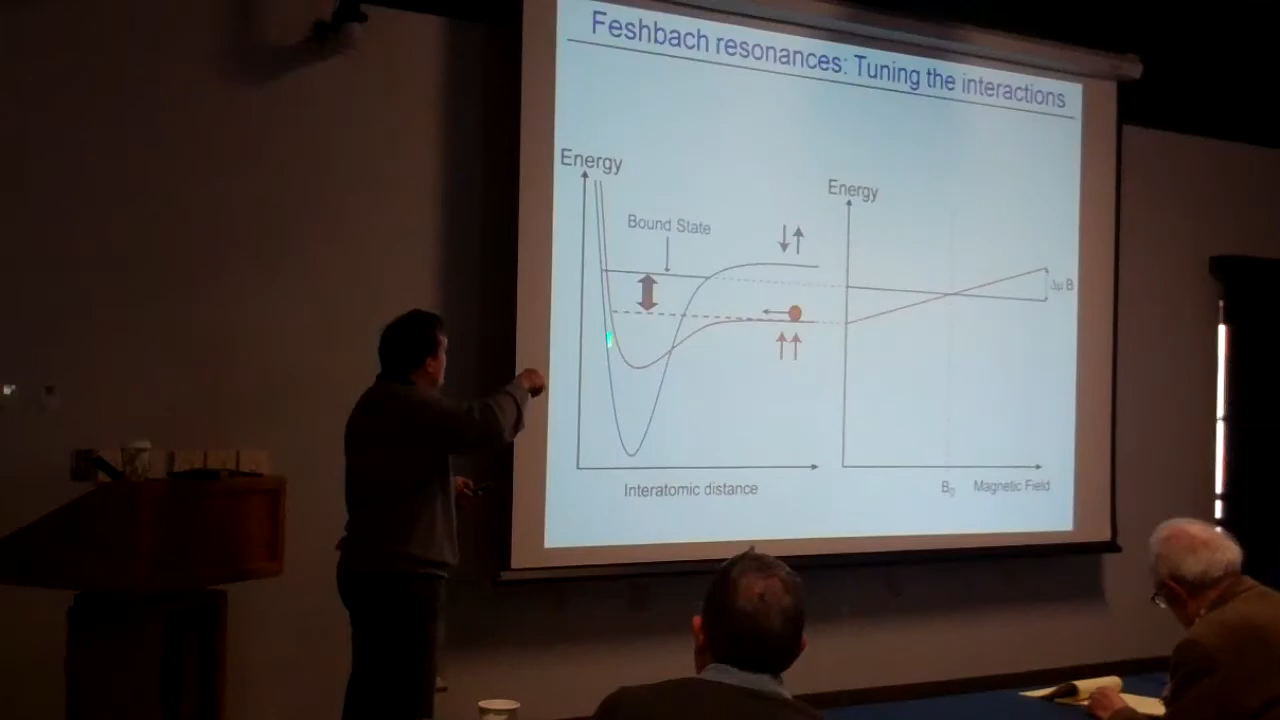 Feshbach resonances: Tuning the interactions
Energy
Bound State
Interatomic distance
Energy
Δμ B
B₀
Magnetic Field